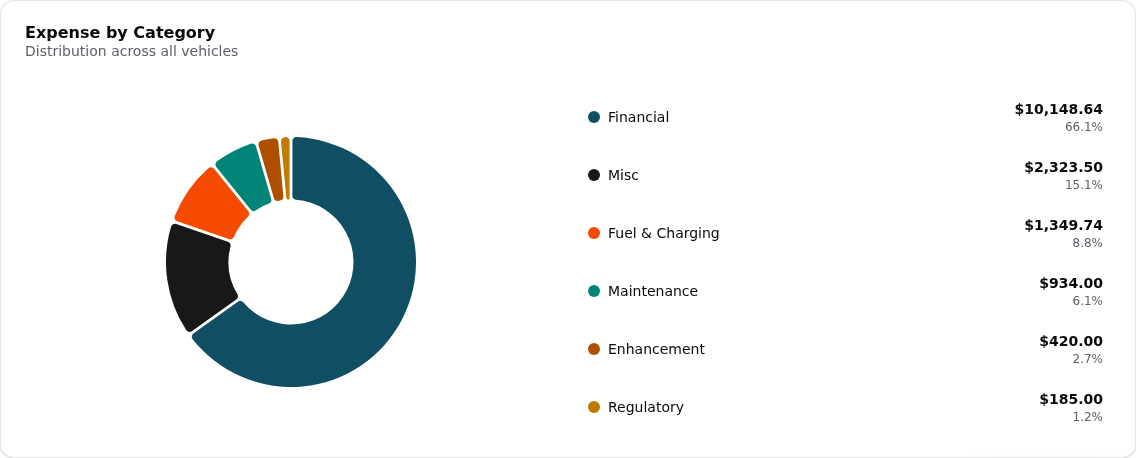 Expense by Category
Distribution across all vehicles
Financial
$10,148.64
66.1%
Misc
$2,323.50
15.1%
Fuel & Charging
$1,349.74
8.8%
Maintenance
$934.00
6.1%
Enhancement
$420.00
2.7%
Regulatory
$185.00
1.2%